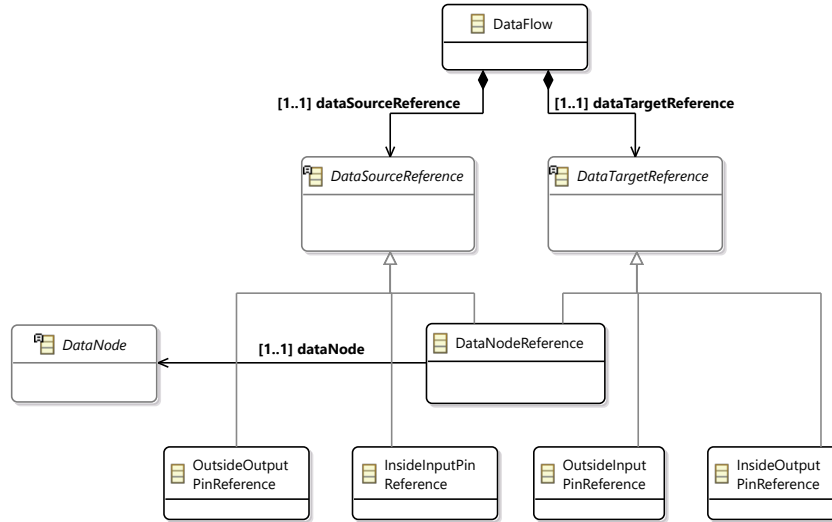 DataFlow
[1..1] dataSourceReference
[1..1] dataTargetReference
DataSourceReference
DataTargetReference
DataNode
[1..1] dataNode
DataNodeReference
OutsideOutput
PinReference
InsideInputPin
Reference
OutsideInput
PinReference
InsideOutput
PinReference